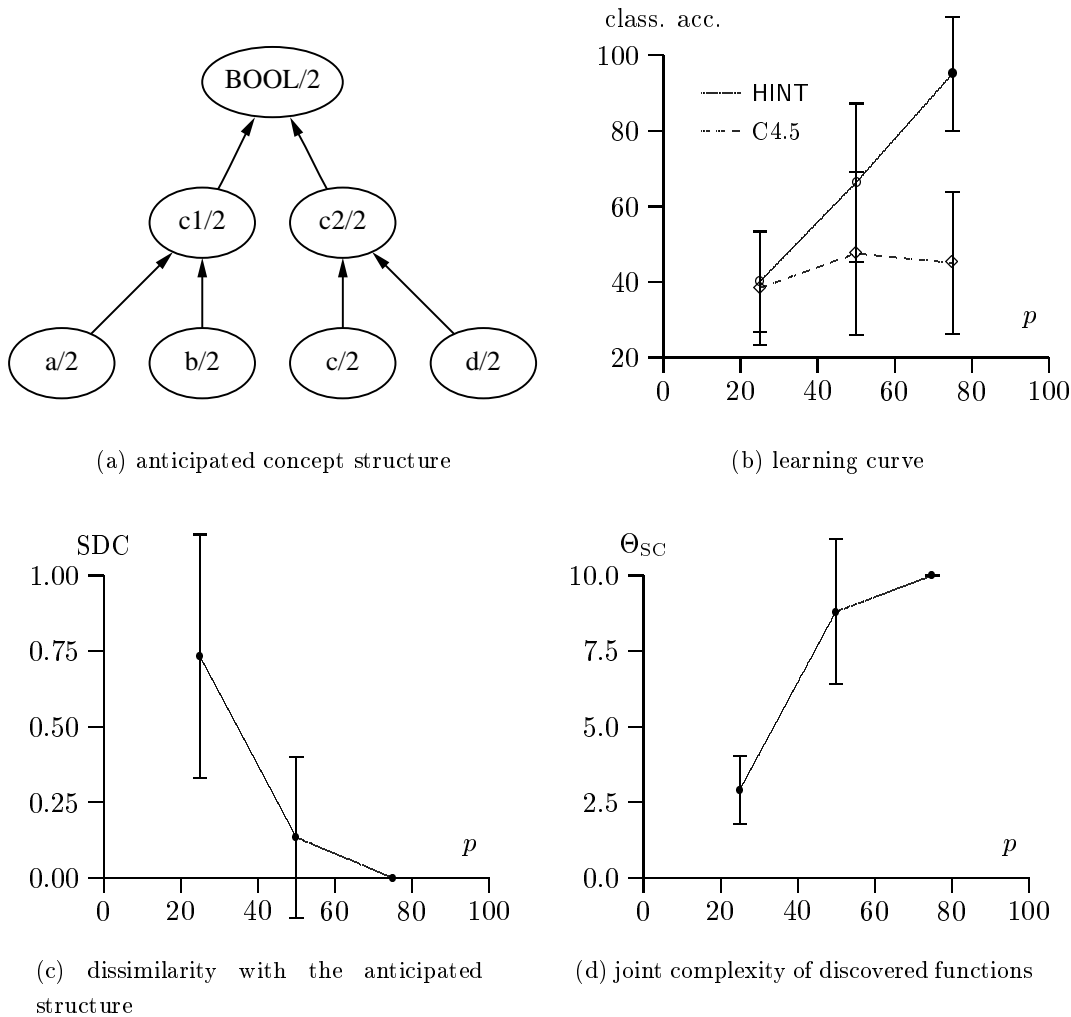 BOOL/2
c1/2 c2/2
a/2 b/2 c/2 d/2
(a) anticipated concept structure
class. acc.
100
80
60
40
20
0 20 40 60 80 100
HINT
C4.5
p
(b) learning curve
SDC
1.00
0.75
0.50
0.25
0.00
0 20 40 60 80 100
p
(c) dissimilarity with the anticipated
structure
ΘSC
10.0
7.5
5.0
2.5
0.0
0 20 40 60 80 100
p
(d) joint complexity of discovered functions